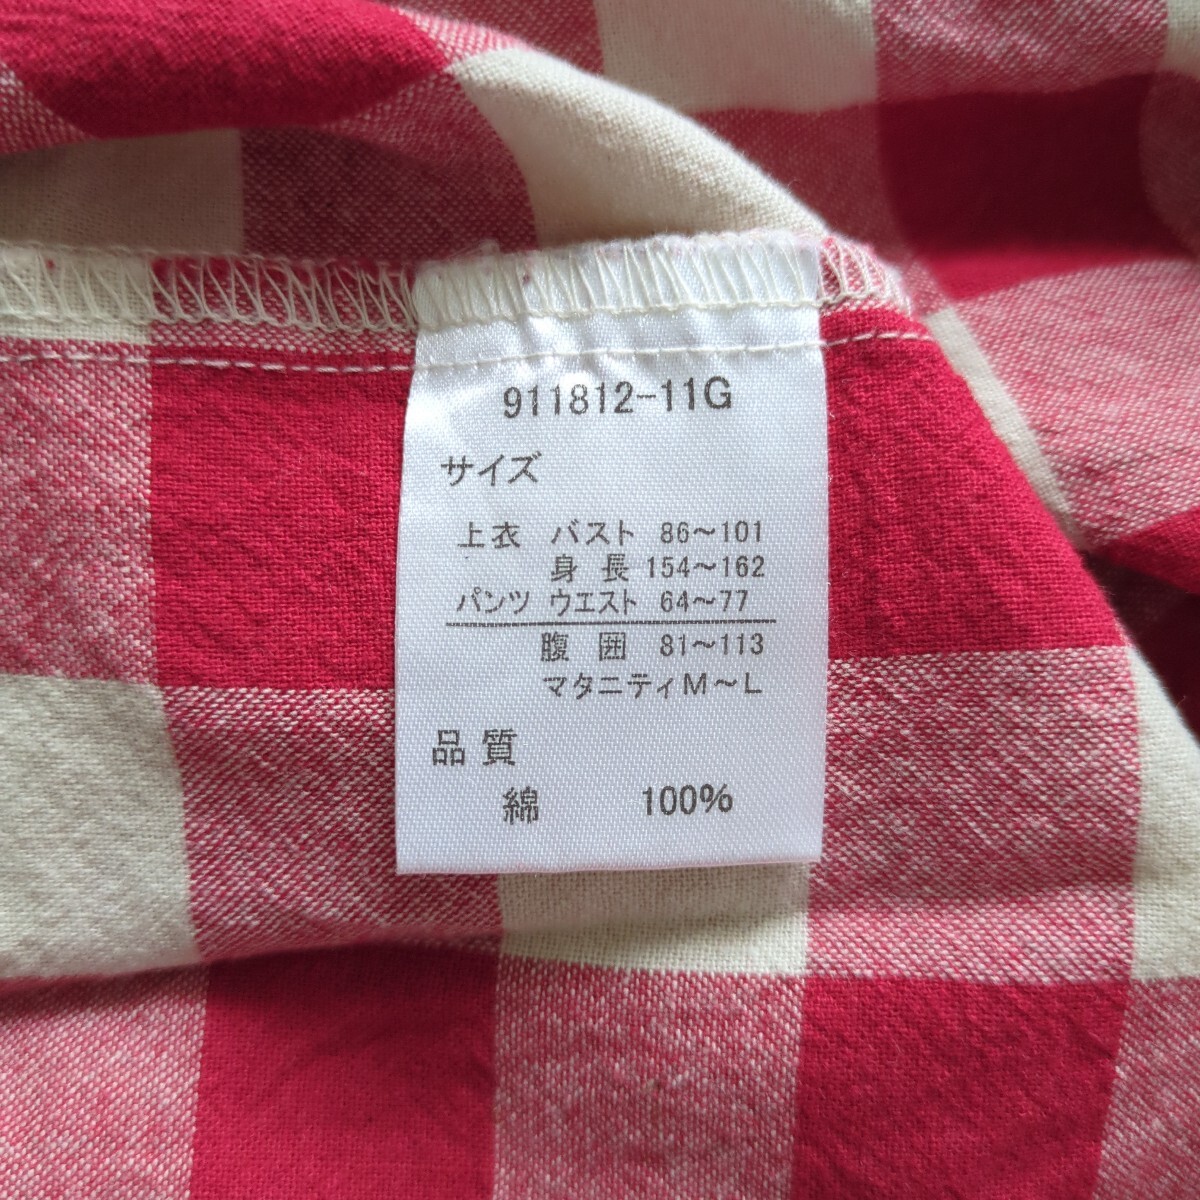 911812-11G
サイズ
上衣 バスト 86～101
身長 154～162
パンツ ウエスト 64～77
腹囲 81～113
マタニティM～L
品質
綿 100%